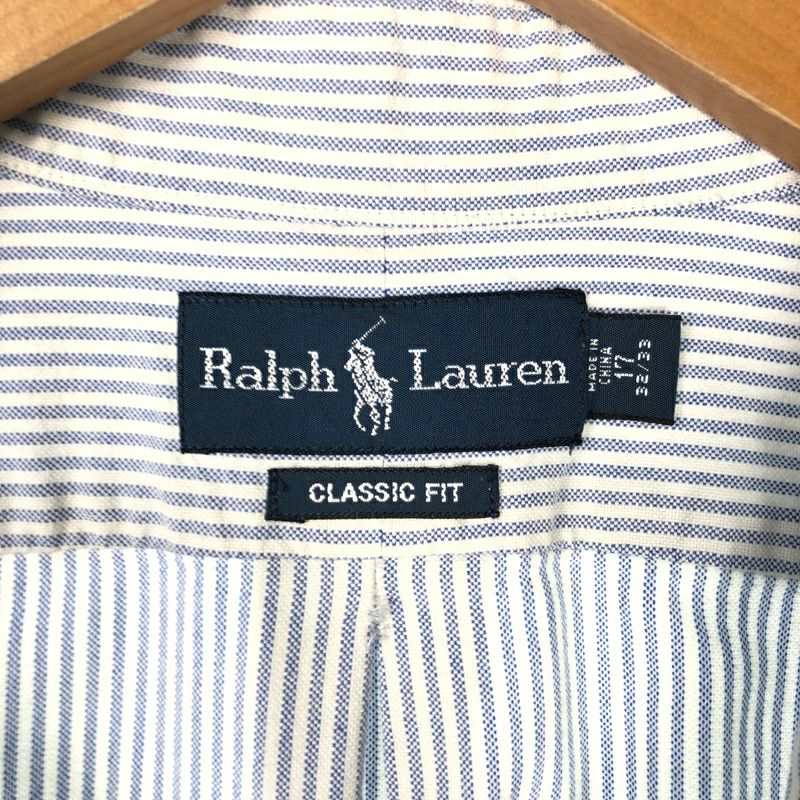 Ralph Lauren
MADE IN
CHINA
17
32/33
CLASSIC FIT